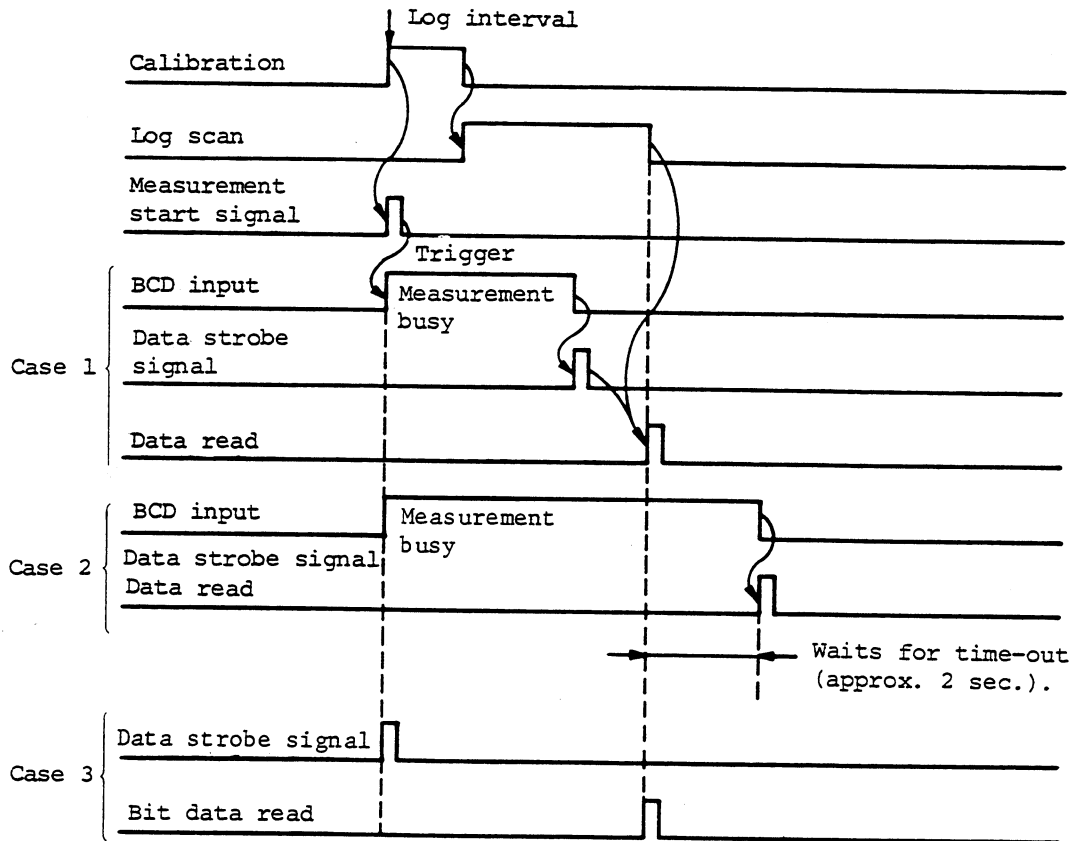 Log interval
Calibration
Log scan
Measurement
start signal
Trigger
BCD input
Measurement
busy
Data strobe
signal
Case 1
Data read
BCD input
Measurement
busy
Case 2
Data strobe signal
Data read
Waits for time-out
(approx. 2 sec.).
Data strobe signal
Case 3
Bit data read